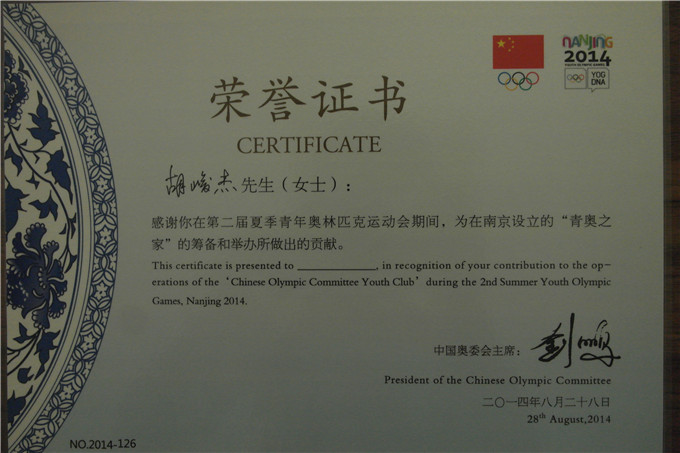 NANJING
2014
YOUTH OLYMPIC GAMES
YOG
DNA
荣誉证书
CERTIFICATE
胡峻杰先生（女士）：
感谢你在第二届夏季青年奥林匹克运动会期间，为在南京设立的“青奥之
家”的筹备和举办所做出的贡献。
This certificate is presented to ____________, in recognition of your contribution to the op-
erations of the ‘Chinese Olympic Committee Youth Club’ during the 2nd Summer Youth Olympic
Games, Nanjing 2014.
中国奥委会主席：刘鹏
President of the Chinese Olympic Committee
二〇一四年八月二十八日
28th August,2014
NO.2014-126